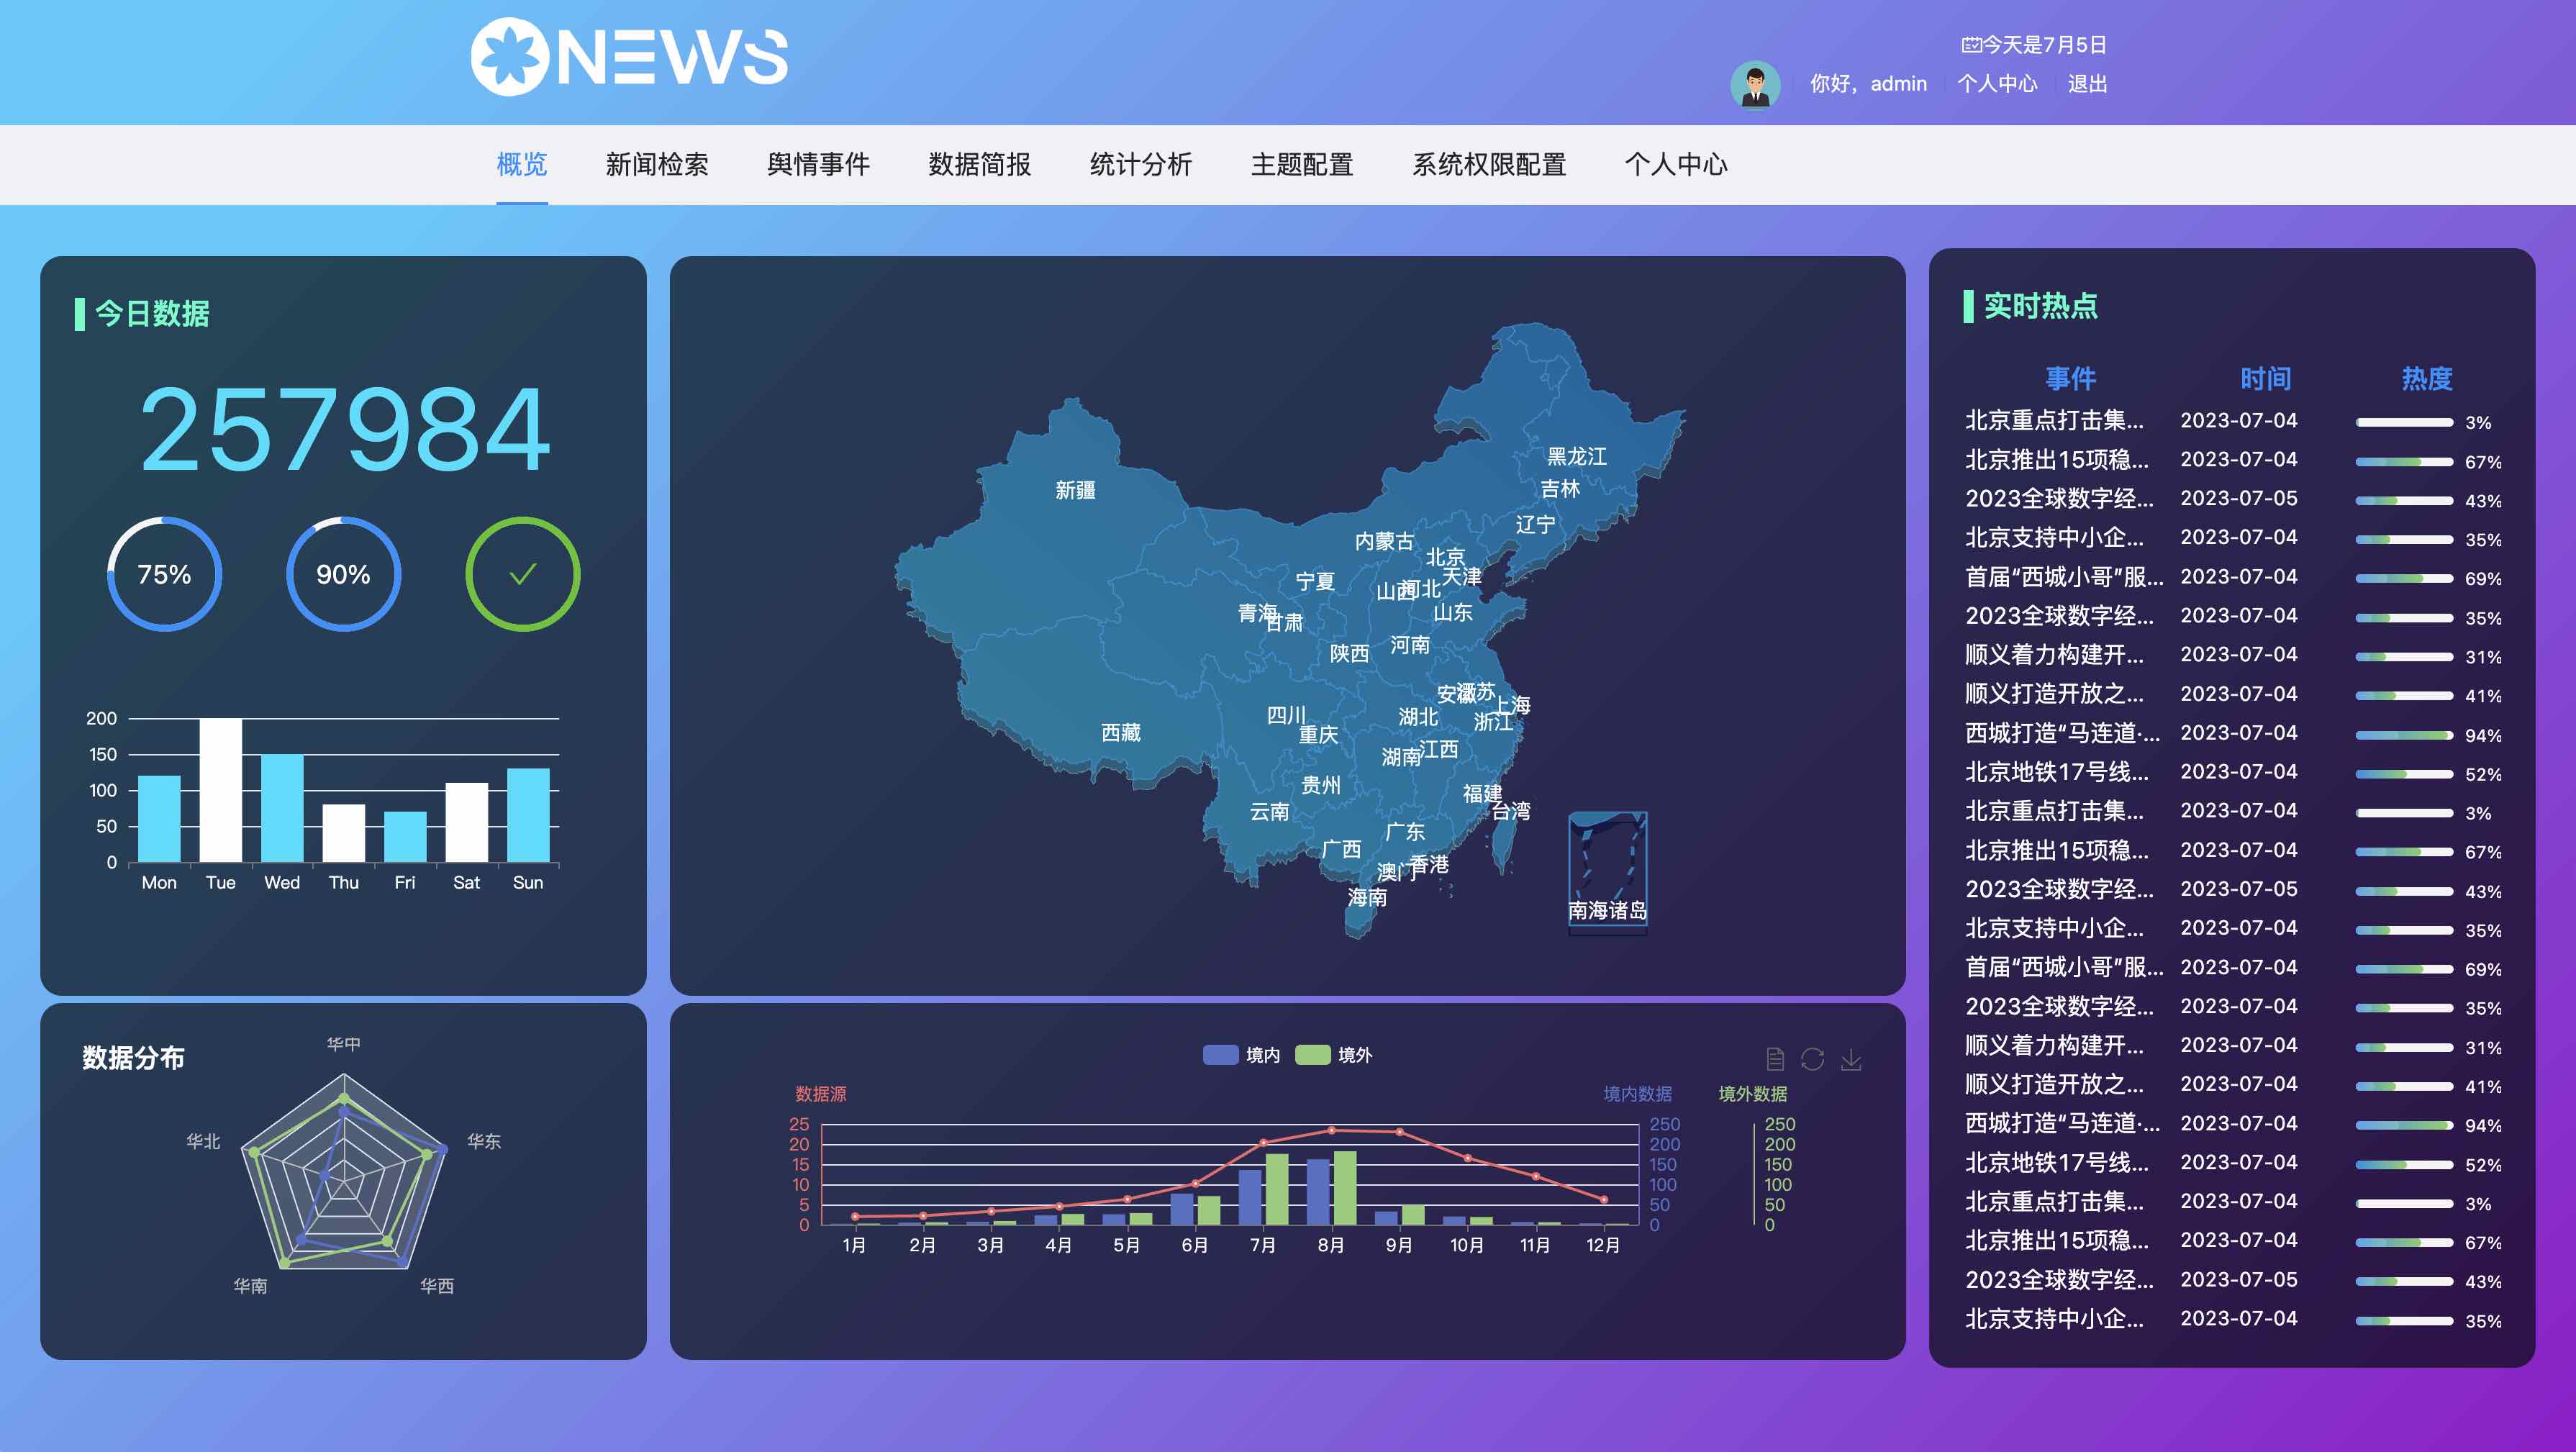 NEWS
今天是7月5日
你好，admin 个人中心 退出
概览 新闻检索 舆情事件 数据简报 统计分析 主题配置 系统权限配置 个人中心
今日数据
257984
75% 90%
200
150
100
50
0
Mon Tue Wed Thu Fri Sat Sun
数据分布
华中
华北
华东
华南
华西
黑龙江
新疆
吉林
辽宁
内蒙古
北京
天津
宁夏
山西
河北
青海
甘肃
山东
河南
陕西
安徽
江苏
上海
四川
湖北
浙江
西藏
重庆
江西
湖南
贵州
福建
云南
台湾
广东
广西
香港
澳门
海南
南海诸岛
境内 境外
数据源 境内数据 境外数据
25 250 250
20 200 200
15 150 150
10 100 100
5 50 50
0 0 0
1月 2月 3月 4月 5月 6月 7月 8月 9月 10月 11月 12月
实时热点
事件 时间 热度
北京重点打击集... 2023-07-04 3%
北京推出15项稳... 2023-07-04 67%
2023全球数字经... 2023-07-05 43%
北京支持中小企... 2023-07-04 35%
首届“西城小哥”服... 2023-07-04 69%
2023全球数字经... 2023-07-04 35%
顺义着力构建开... 2023-07-04 31%
顺义打造开放之... 2023-07-04 41%
西城打造“马连道·... 2023-07-04 94%
北京地铁17号线... 2023-07-04 52%
北京重点打击集... 2023-07-04 3%
北京推出15项稳... 2023-07-04 67%
2023全球数字经... 2023-07-05 43%
北京支持中小企... 2023-07-04 35%
首届“西城小哥”服... 2023-07-04 69%
2023全球数字经... 2023-07-04 35%
顺义着力构建开... 2023-07-04 31%
顺义打造开放之... 2023-07-04 41%
西城打造“马连道·... 2023-07-04 94%
北京地铁17号线... 2023-07-04 52%
北京重点打击集... 2023-07-04 3%
北京推出15项稳... 2023-07-04 67%
2023全球数字经... 2023-07-05 43%
北京支持中小企... 2023-07-04 35%